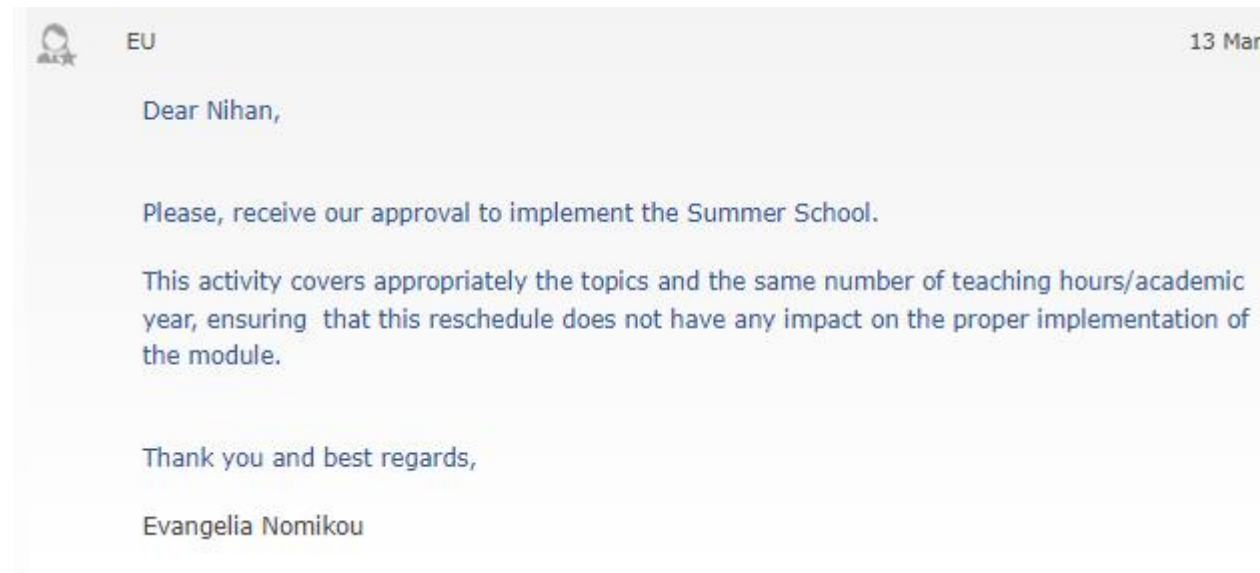 EU 13 Mar
Dear Nihan,
Please, receive our approval to implement the Summer School.
This activity covers appropriately the topics and the same number of teaching hours/academic
year, ensuring  that this reschedule does not have any impact on the proper implementation of
the module.
Thank you and best regards,
Evangelia Nomikou